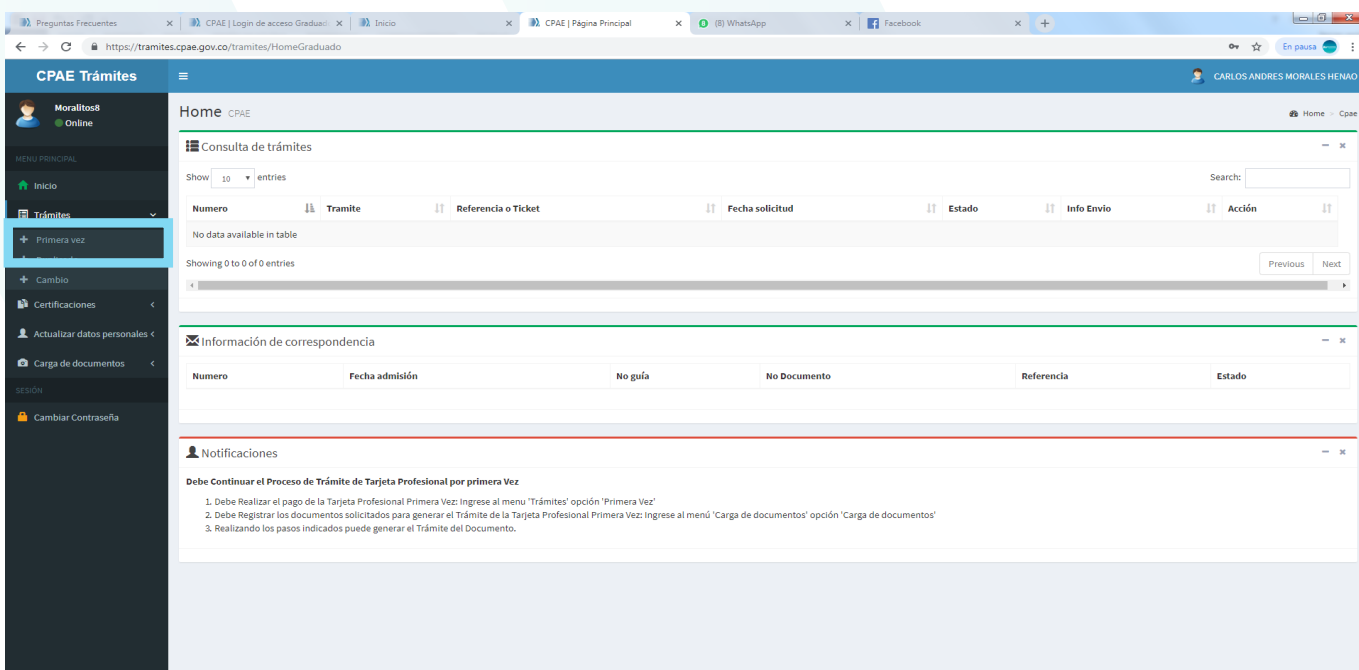 Preguntas Frecuentes CPAE | Login de acceso Graduad Inicio CPAE | Página Principal (8) WhatsApp Facebook
https://tramites.cpae.gov.co/tramites/HomeGraduado En pausa
CPAE Trámites CARLOS ANDRES MORALES HENAO
Moralitos8
Online
Home CPAE Home > Cpae
MENU PRINCIPAL
Inicio
Trámites
Primera vez
Cambio
Certificaciones
Actualizar datos personales
Carga de documentos
SESIÓN
Cambiar Contraseña
Consulta de trámites
Show 10 entries Search:
Numero Tramite Referencia o Ticket Fecha solicitud Estado Info Envio Acción
No data available in table
Showing 0 to 0 of 0 entries Previous Next
Información de correspondencia
Numero Fecha admisión No guía No Documento Referencia Estado
Notificaciones
Debe Continuar el Proceso de Trámite de Tarjeta Profesional por primera Vez
1. Debe Realizar el pago de la Tarjeta Profesional Primera Vez: Ingrese al menu 'Trámites' opción 'Primera Vez'
2. Debe Registrar los documentos solicitados para generar el Trámite de la Tarjeta Profesional Primera Vez: Ingrese al menú 'Carga de documentos' opción 'Carga de documentos'
3. Realizando los pasos indicados puede generar el Trámite del Documento.